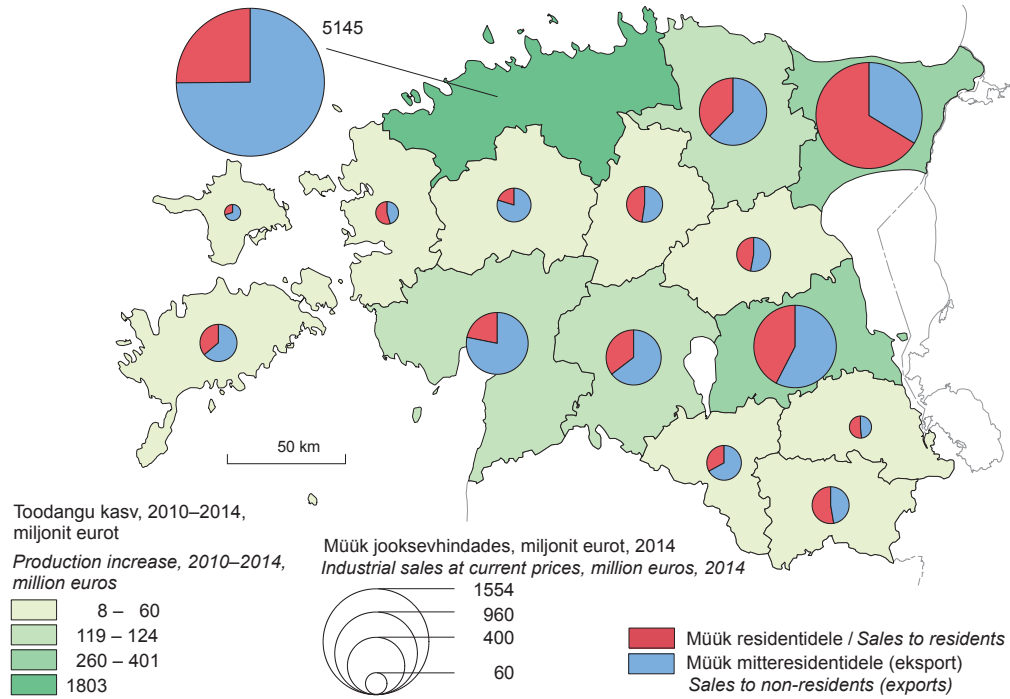 5145
50 km
Toodangu kasv, 2010–2014,
miljonit eurot
Production increase, 2010–2014,
million euros
8 – 60
119 – 124
260 – 401
1803
Müük jooksevhindades, miljonit eurot, 2014
Industrial sales at current prices, million euros, 2014
1554
960
400
60
Müük residentidele / Sales to residents
Müük mitteresidentidele (eksport)
Sales to non-residents (exports)